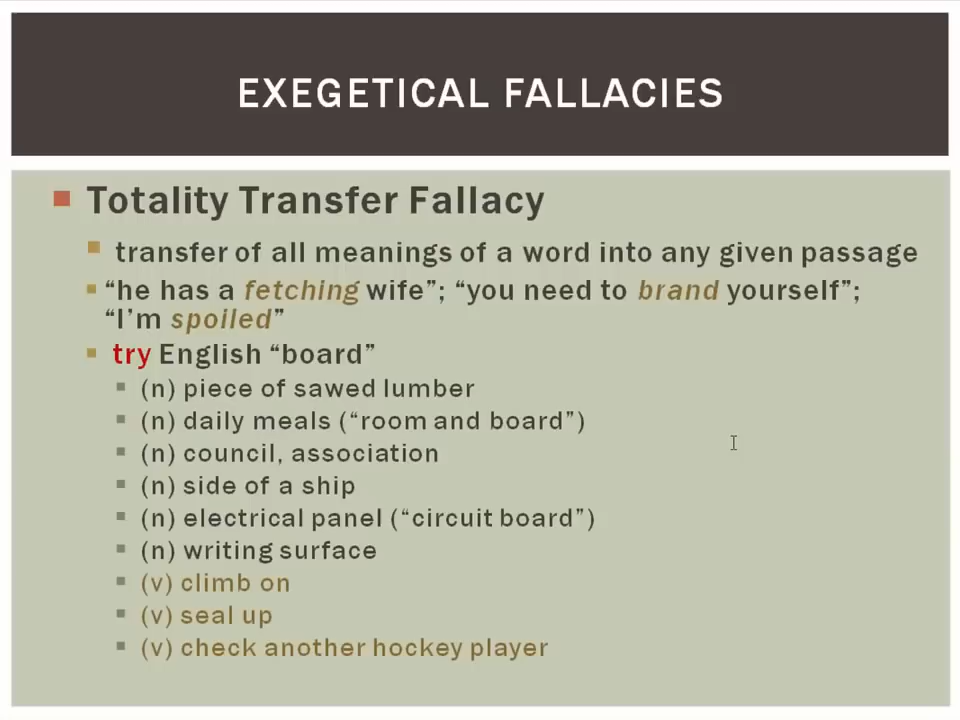 EXEGETICAL FALLACIES
Totality Transfer Fallacy
transfer of all meanings of a word into any given passage
“he has a fetching wife”; “you need to brand yourself”;
“I’m spoiled”
try English “board”
(n) piece of sawed lumber
(n) daily meals (“room and board”)
(n) council, association
(n) side of a ship
(n) electrical panel (“circuit board”)
(n) writing surface
(v) climb on
(v) seal up
(v) check another hockey player